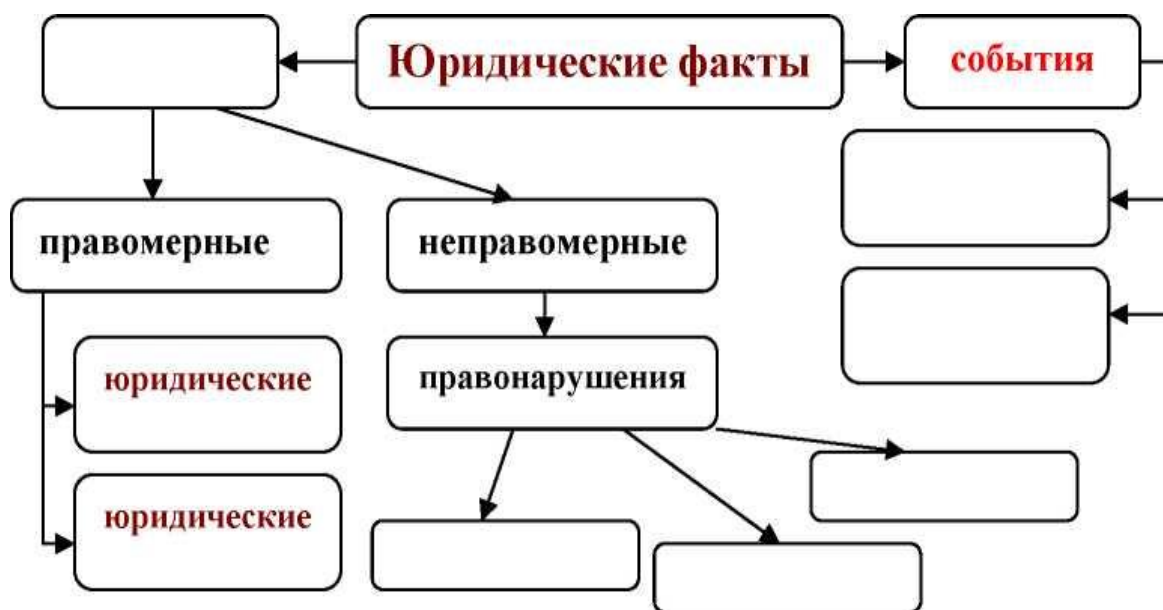 Юридические факты
события
правомерные
неправомерные
юридические
правонарушения
юридические